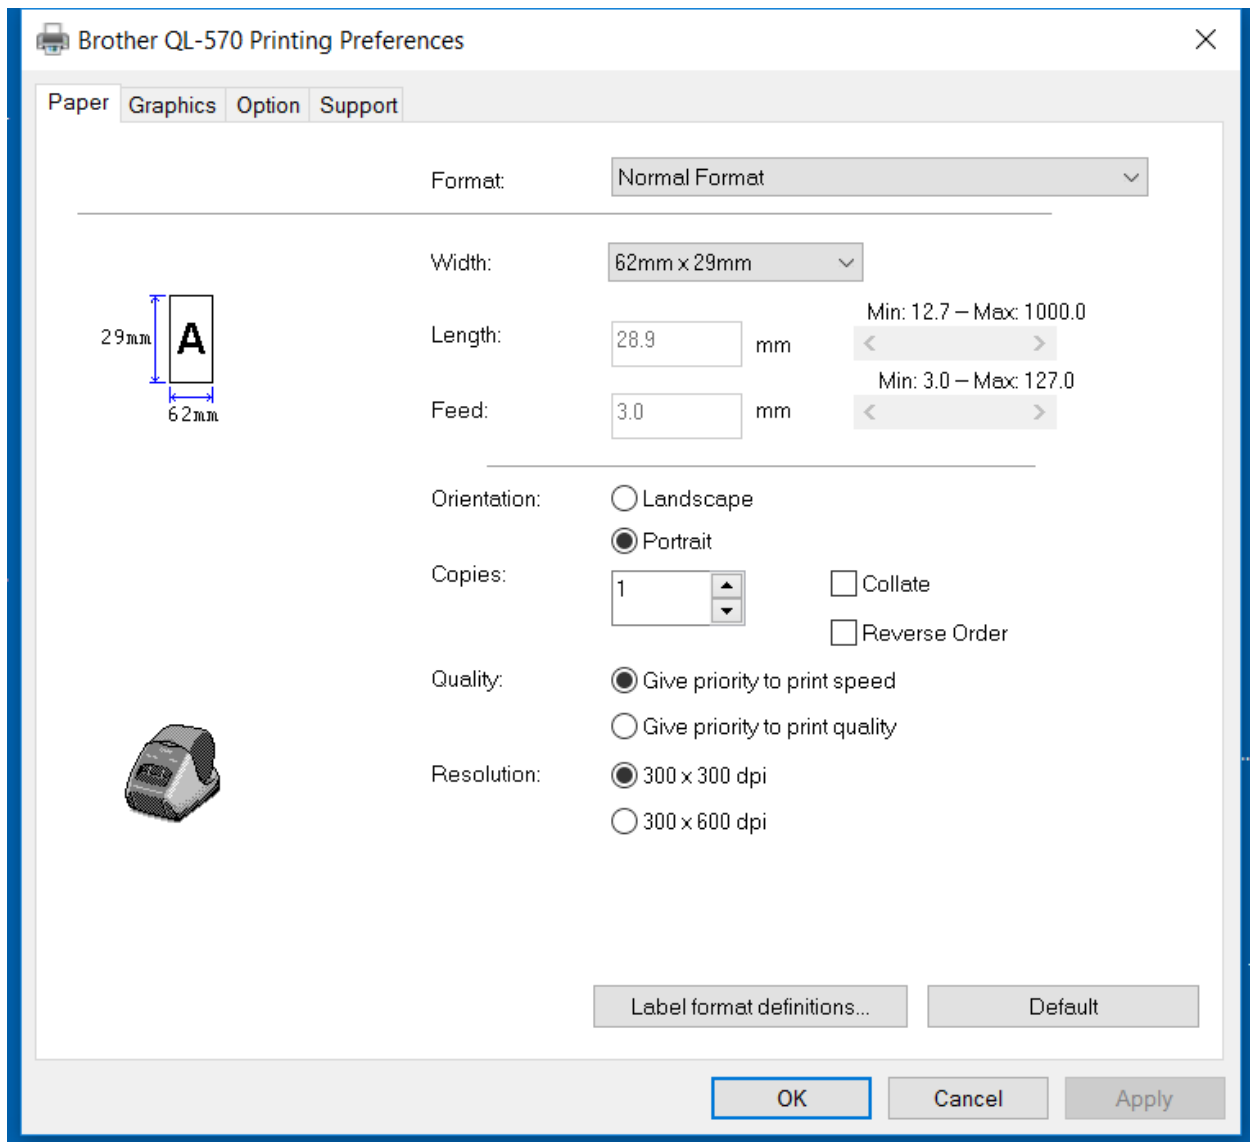 Brother QL-570 Printing Preferences
Paper Graphics Option Support
Format: Normal Format
Width: 62mm x 29mm
Min: 12.7 – Max: 1000.0
Length: 28.9 mm
Min: 3.0 – Max: 127.0
Feed: 3.0 mm
29mm
A
62mm
Orientation: Landscape
Portrait
Copies: 1 Collate
Reverse Order
Quality: Give priority to print speed
Give priority to print quality
Resolution: 300 x 300 dpi
300 x 600 dpi
Label format definitions... Default
OK Cancel Apply